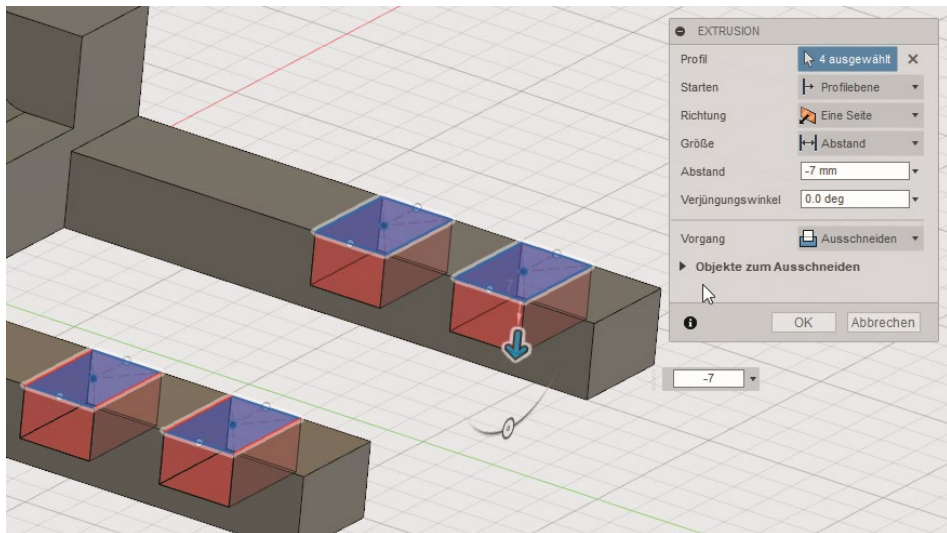 EXTRUSION
Profil 4 ausgewählt
Starten Profilebene
Richtung Eine Seite
Größe Abstand
Abstand -7 mm
Verjüngungswinkel 0.0 deg
Vorgang Ausschneiden
Objekte zum Ausschneiden
OK Abbrechen
7
-7